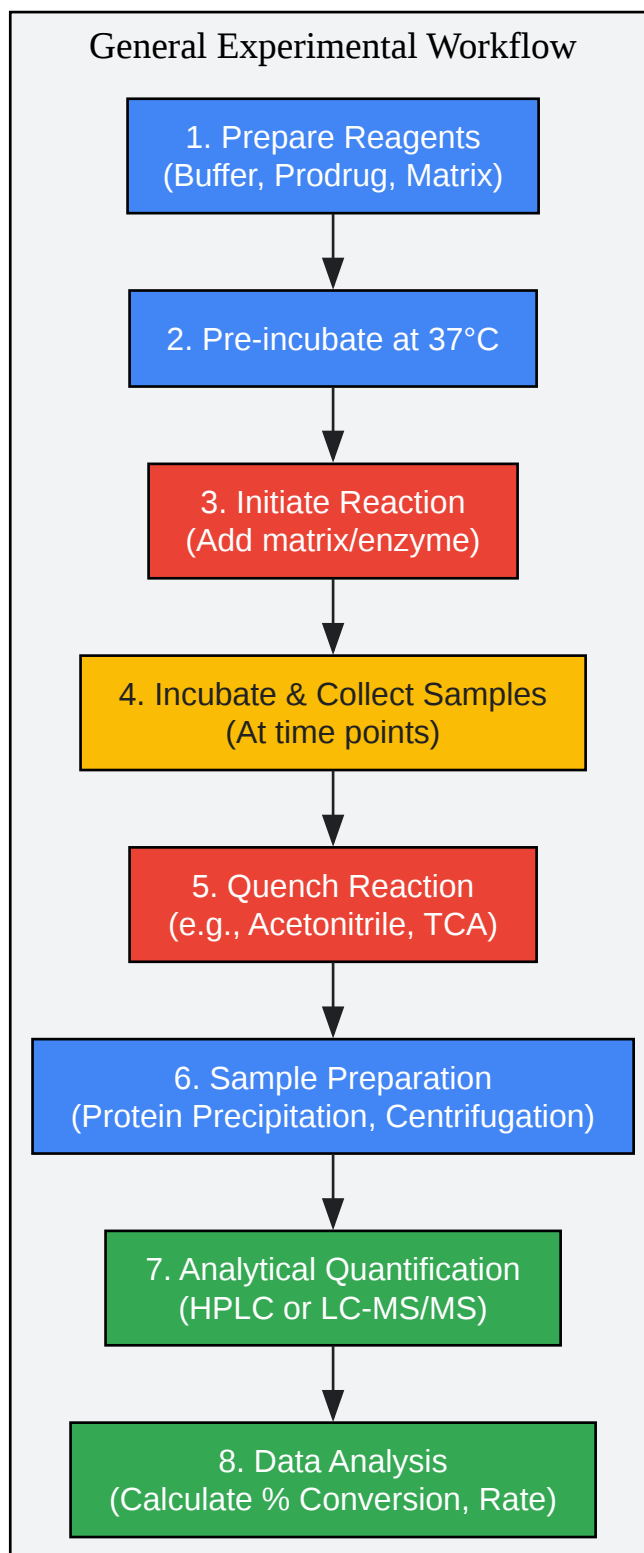 General Experimental Workflow
1. Prepare Reagents
(Buffer, Prodrug, Matrix)
2. Pre-incubate at 37°C
3. Initiate Reaction
(Add matrix/enzyme)
4. Incubate & Collect Samples
(At time points)
5. Quench Reaction
(e.g., Acetonitrile, TCA)
6. Sample Preparation
(Protein Precipitation, Centrifugation)
7. Analytical Quantification
(HPLC or LC-MS/MS)
8. Data Analysis
(Calculate % Conversion, Rate)